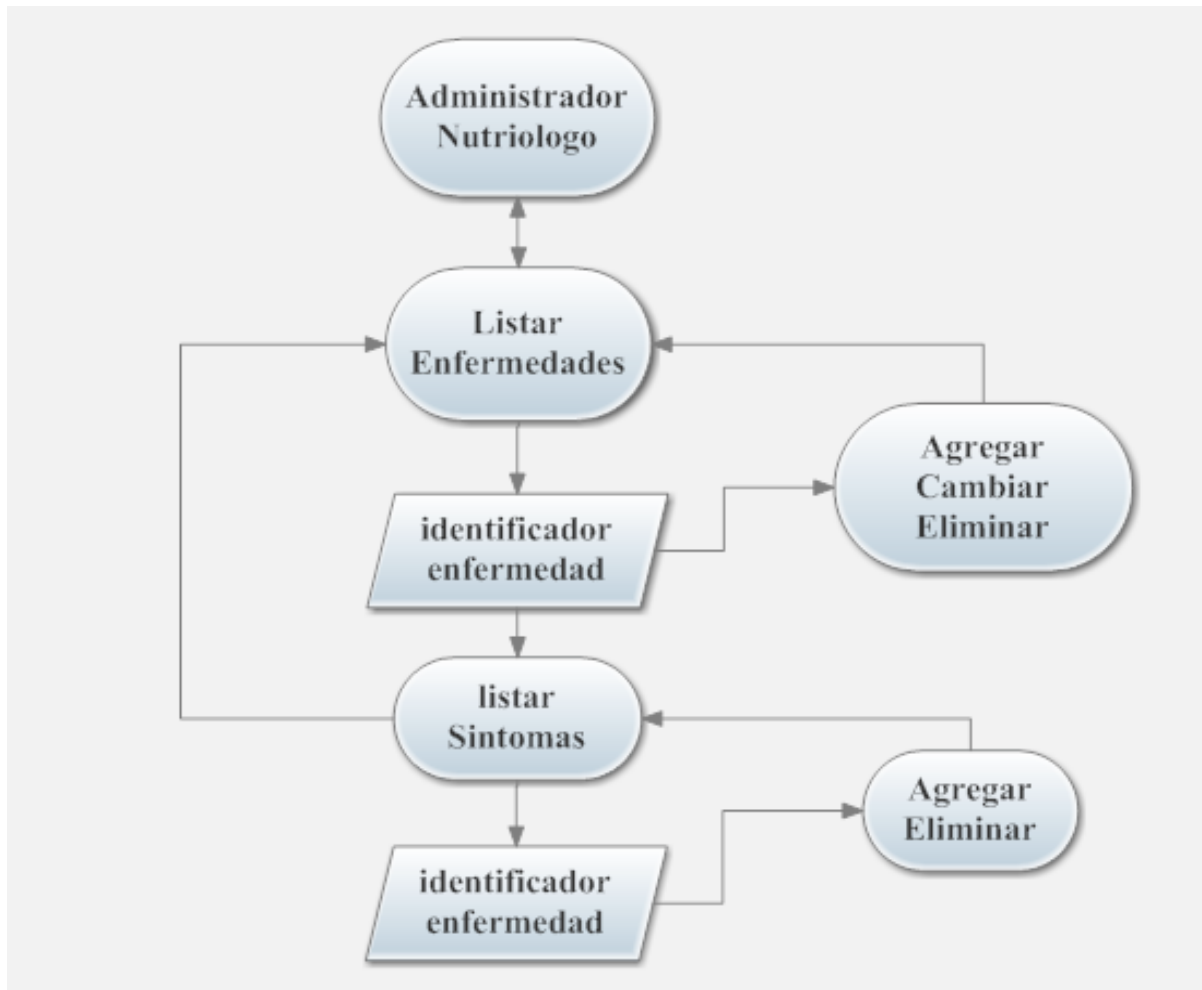 Administrador
Nutriologo
Listar
Enfermedades
Agregar
Cambiar
Eliminar
identificador
enfermedad
listar
Sintomas
Agregar
Eliminar
identificador
enfermedad